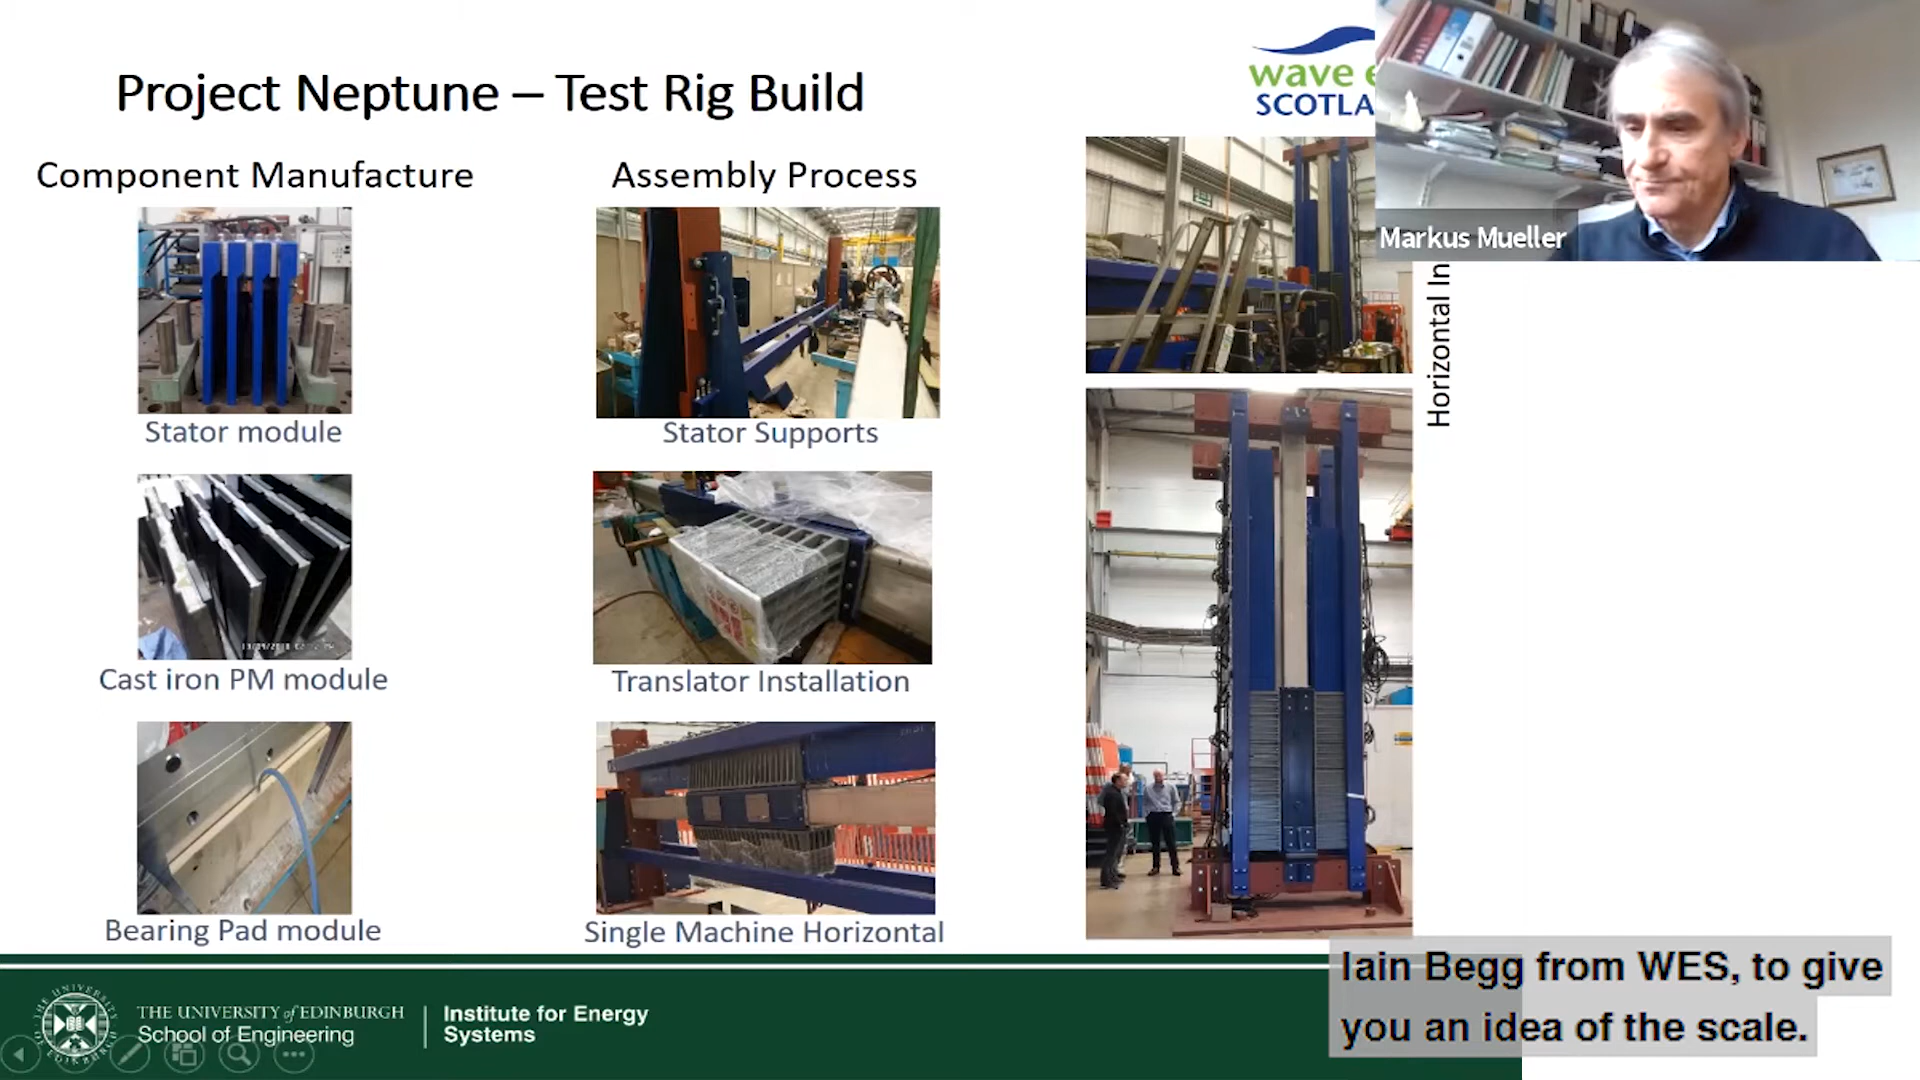 Project Neptune – Test Rig Build
wave e
SCOTLA
Component Manufacture
Assembly Process
Markus Mueller
Horizontal In
Stator module
Stator Supports
Cast iron PM module
Translator Installation
Bearing Pad module
Single Machine Horizontal
Iain Begg from WES, to give
you an idea of the scale.
THE UNIVERSITY of EDINBURGH
School of Engineering
Institute for Energy
Systems